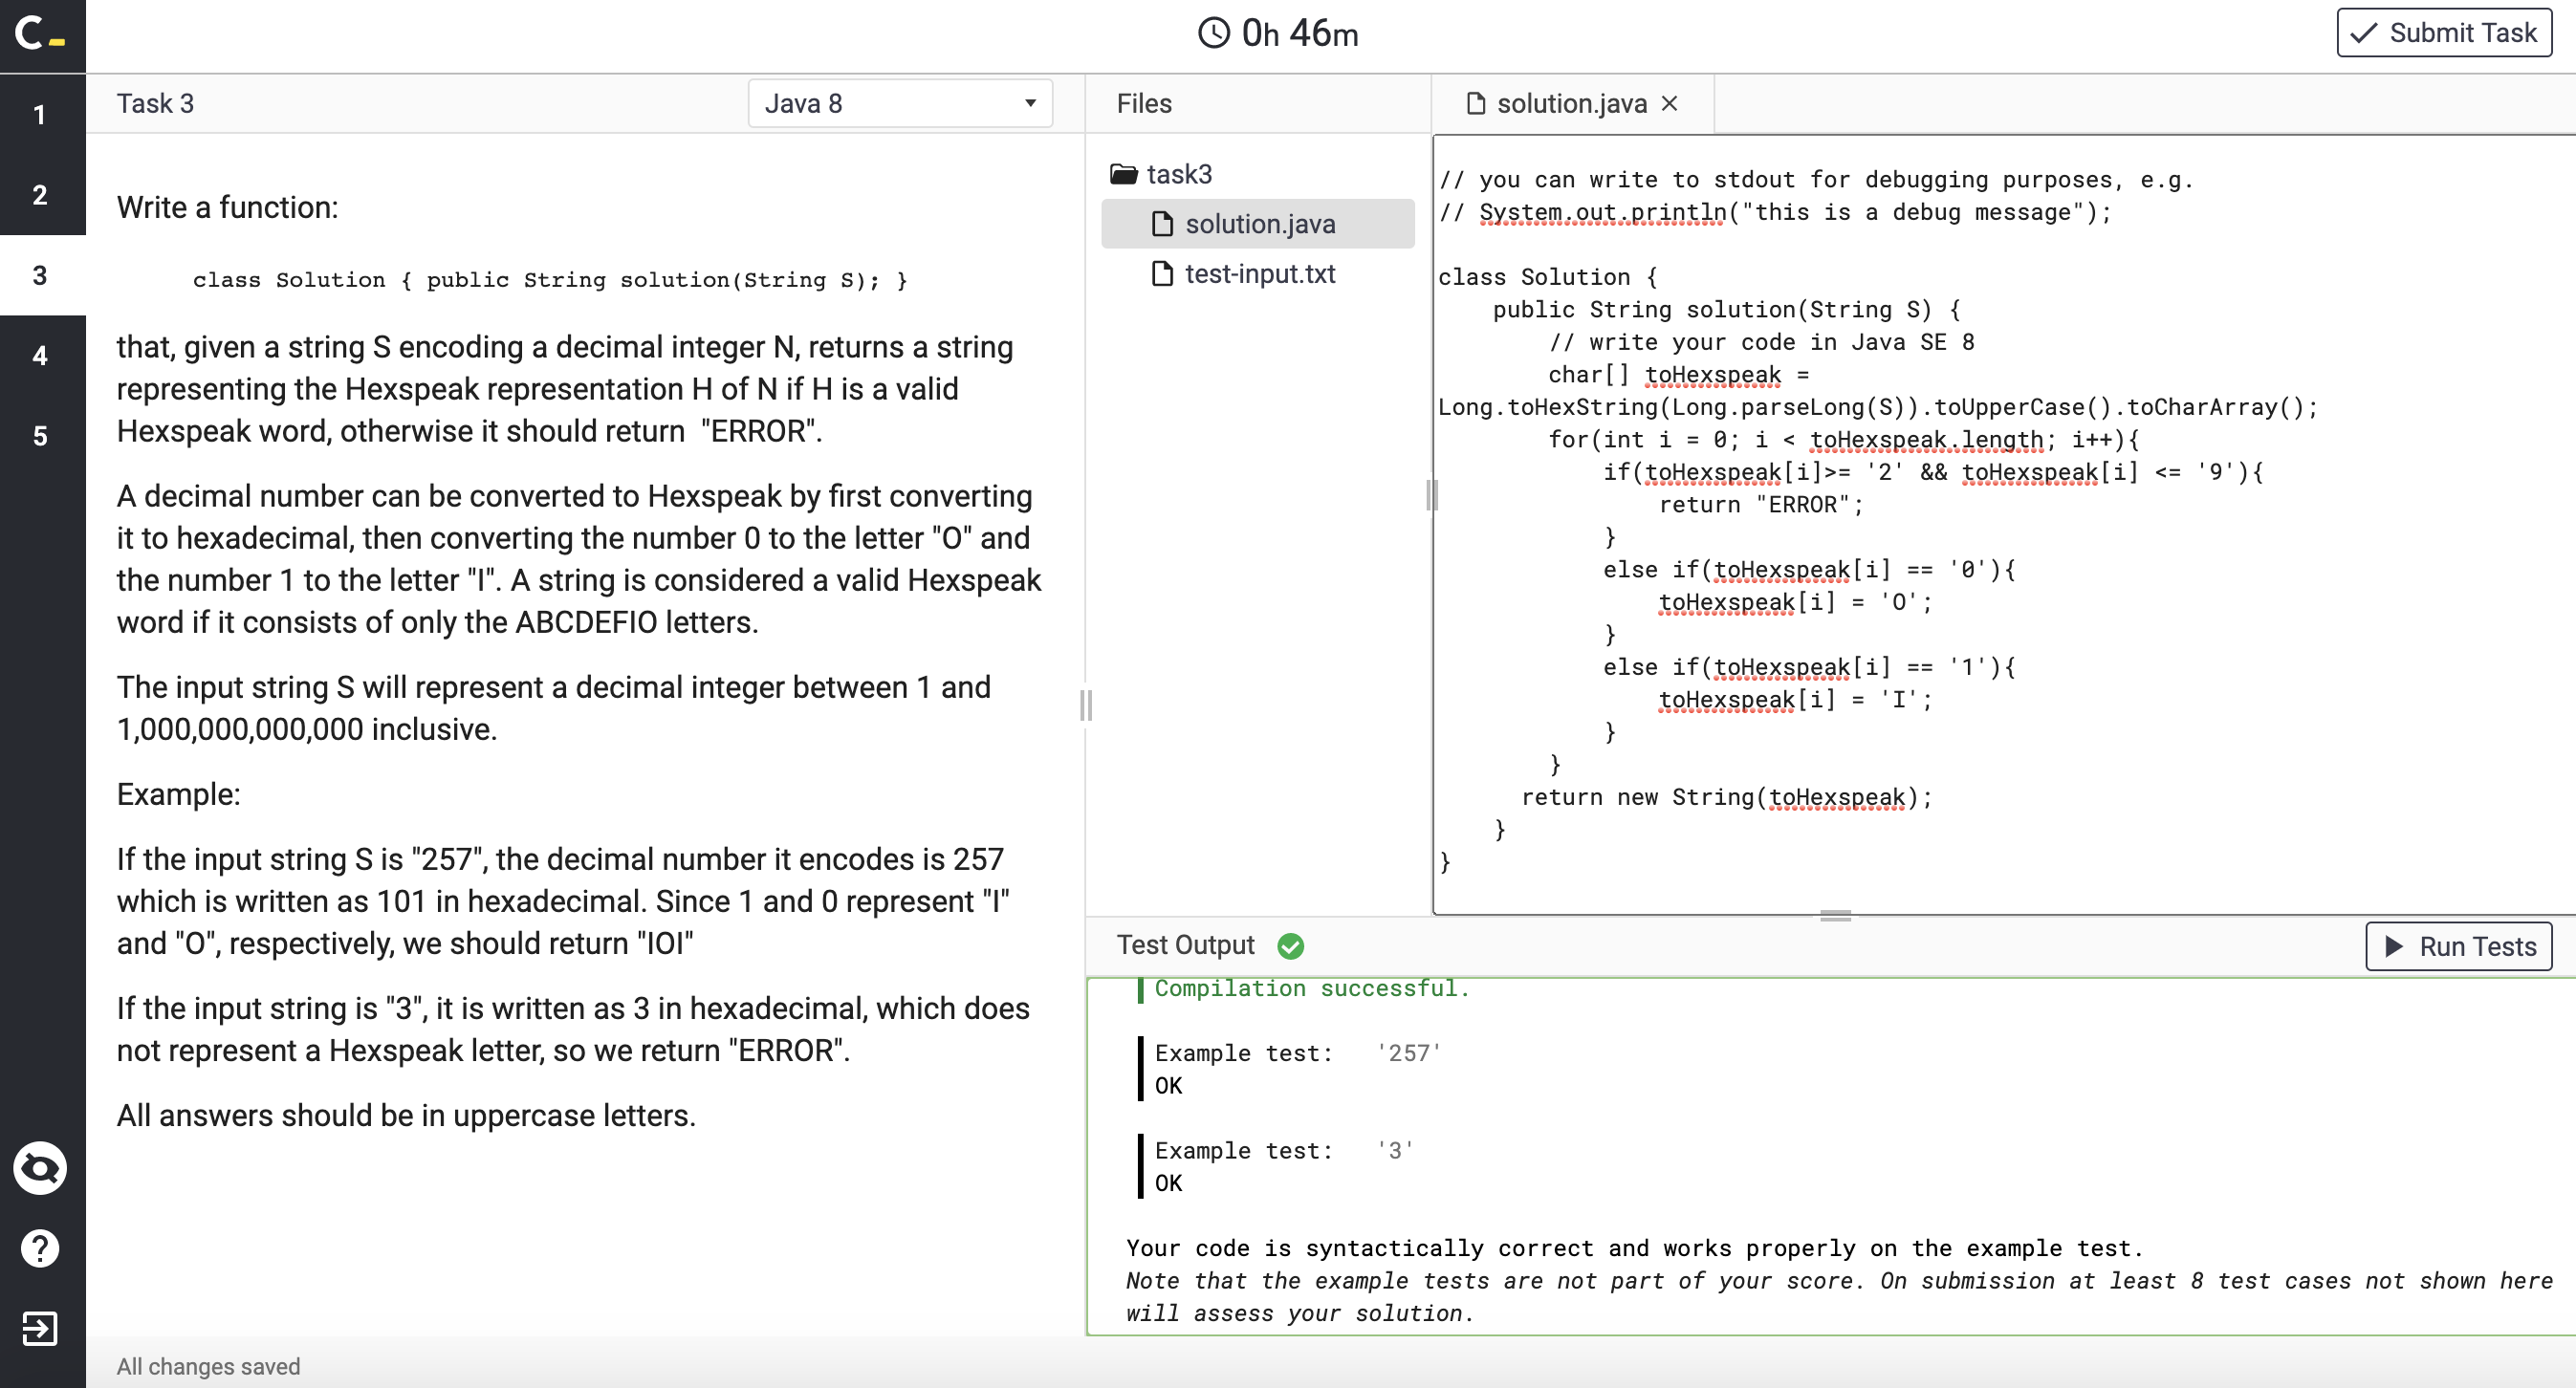 C_
0h 46m
Submit Task
1
2
3
4
5
Task 3
Java 8
Write a function:
class Solution { public String solution(String S); }
that, given a string S encoding a decimal integer N, returns a string
representing the Hexspeak representation H of N if H is a valid
Hexspeak word, otherwise it should return "ERROR".
A decimal number can be converted to Hexspeak by first converting
it to hexadecimal, then converting the number 0 to the letter "O" and
the number 1 to the letter "I". A string is considered a valid Hexspeak
word if it consists of only the ABCDEFIO letters.
The input string S will represent a decimal integer between 1 and
1,000,000,000,000 inclusive.
Example:
If the input string S is "257", the decimal number it encodes is 257
which is written as 101 in hexadecimal. Since 1 and 0 represent "I"
and "O", respectively, we should return "IOI"
If the input string is "3", it is written as 3 in hexadecimal, which does
not represent a Hexspeak letter, so we return "ERROR".
All answers should be in uppercase letters.
?
All changes saved
Files
task3
solution.java
test-input.txt
solution.java
// you can write to stdout for debugging purposes, e.g.
// System.out.println("this is a debug message");
class Solution {
public String solution(String S) {
// write your code in Java SE 8
char[] toHexspeak =
Long.toHexString(Long.parseLong(S)).toUpperCase().toCharArray();
for(int i = 0; i < toHexspeak.length; i++){
if(toHexspeak[i]>= '2' && toHexspeak[i] <= '9'){
return "ERROR";
}
else if(toHexspeak[i] == '0'){
toHexspeak[i] = 'O';
}
else if(toHexspeak[i] == '1'){
toHexspeak[i] = 'I';
}
}
return new String(toHexspeak);
}
}
Test Output
Run Tests
Compilation successful.
Example test: '257'
OK
Example test: '3'
OK
Your code is syntactically correct and works properly on the example test.
Note that the example tests are not part of your score. On submission at least 8 test cases not shown here
will assess your solution.